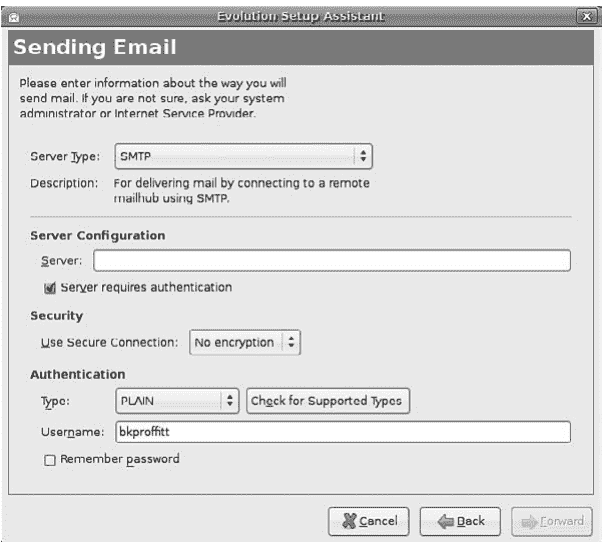 Evolution Setup Assistant
Sending Email
Please enter information about the way you will
send mail. If you are not sure, ask your system
administrator or Internet Service Provider.
Server Type: SMTP
Description: For delivering mail by connecting to a remote
mailhub using SMTP.
Server Configuration
Server:
Server requires authentication
Security
Use Secure Connection: No encryption
Authentication
Type: PLAIN Check for Supported Types
Username: bkproffitt
Remember password
Cancel Back Forward